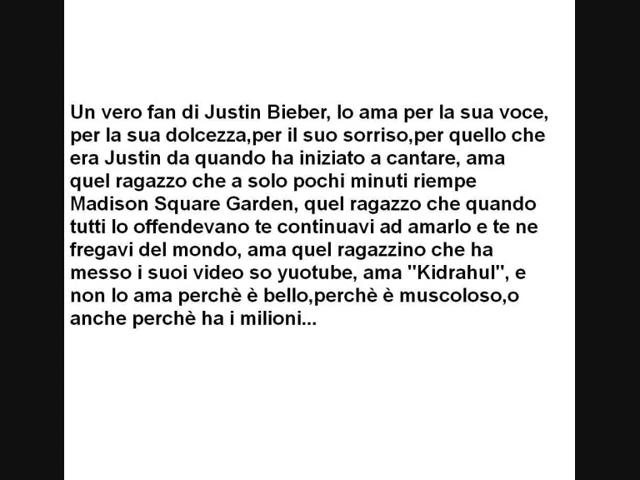 Un vero fan di Justin Bieber, lo ama per la sua voce,
per la sua dolcezza,per il suo sorriso,per quello che
era Justin da quando ha iniziato a cantare, ama
quel ragazzo che a solo pochi minuti riempe
Madison Square Garden, quel ragazzo che quando
tutti lo offendevano te continuavi ad amarlo e te ne
fregavi del mondo, ama quel ragazzino che ha
messo i suoi video so yuotube, ama "Kidrahul", e
non lo ama perchè è bello,perchè è muscoloso,o
anche perchè ha i milioni...